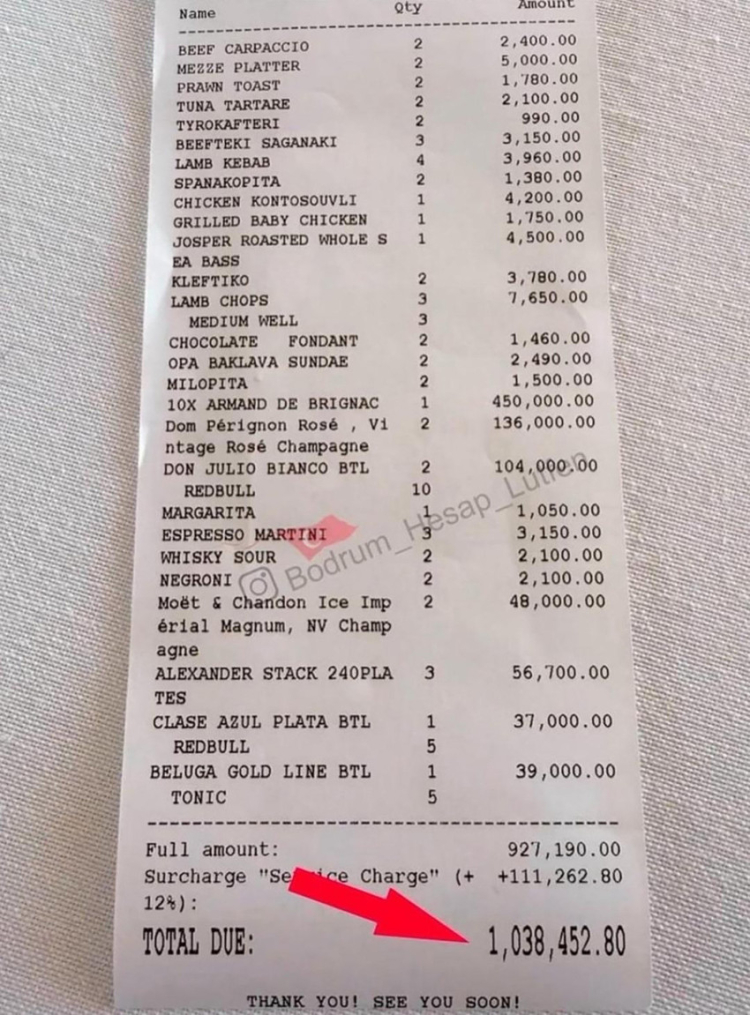 Name Qty Amount
BEEF CARPACCIO 2 2,400.00
MEZZE PLATTER 2 5,000.00
PRAWN TOAST 2 1,780.00
TUNA TARTARE 2 2,100.00
TYROKAFTERI 2 990.00
BEEFTEKI SAGANAKI 3 3,150.00
LAMB KEBAB 4 3,960.00
SPANAKOPITA 2 1,380.00
CHICKEN KONTOSOUVLI 1 4,200.00
GRILLED BABY CHICKEN 1 1,750.00
JOSPER ROASTED WHOLE S 1 4,500.00
EA BASS
KLEFTIKO 2 3,780.00
LAMB CHOPS 3 7,650.00
MEDIUM WELL 3
CHOCOLATE FONDANT 2 1,460.00
OPA BAKLAVA SUNDAE 2 2,490.00
MILOPITA 2 1,500.00
10X ARMAND DE BRIGNAC 1 450,000.00
Dom Pérignon Rosé , Vi 2 136,000.00
ntage Rosé Champagne
DON JULIO BIANCO BTL 2 104,000.00
REDBULL 10
MARGARITA 1 1,050.00
ESPRESSO MARTINI 3 3,150.00
WHISKY SOUR 2 2,100.00
NEGRONI 2 2,100.00
Bodrum_Hesap_Lutfen
Moët & Chandon Ice Imp 2 48,000.00
érial Magnum, NV Champ
agne
ALEXANDER STACK 240PLA 3 56,700.00
TES
CLASE AZUL PLATA BTL 1 37,000.00
REDBULL 5
BELUGA GOLD LINE BTL 1 39,000.00
TONIC 5
Full amount: 927,190.00
Surcharge "Service Charge" (+ +111,262.80
12%):
TOTAL DUE: 1,038,452.80
THANK YOU! SEE YOU SOON!